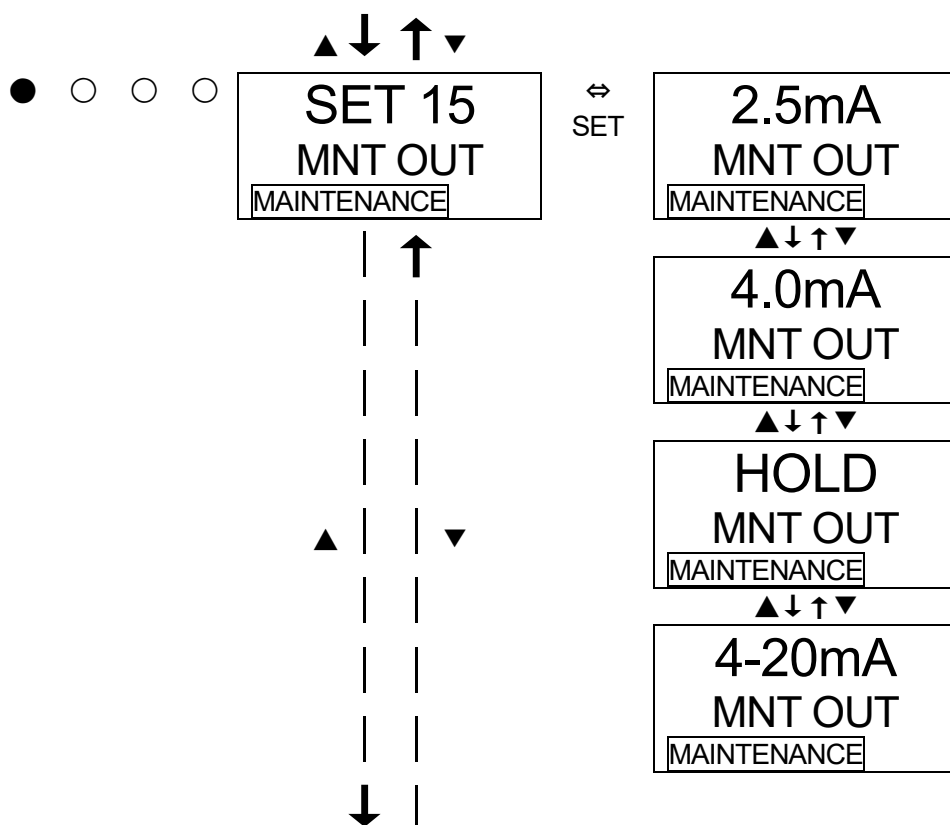 ▲ ↓ ↑ ▼
● ○ ○ ○
SET 15
MNT OUT
MAINTENANCE
⇔
SET
2.5mA
MNT OUT
MAINTENANCE
▲ ↓ ↑ ▼
4.0mA
MNT OUT
MAINTENANCE
▲ ↓ ↑ ▼
HOLD
MNT OUT
MAINTENANCE
▲ ↓ ↑ ▼
4-20mA
MNT OUT
MAINTENANCE
▲ ▼